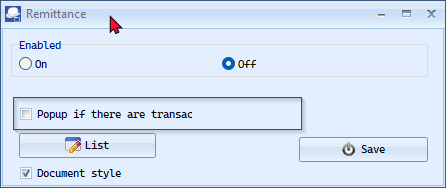 Remittance
Enabled
On
Off
Popup if there are transac
List
Save
Document style